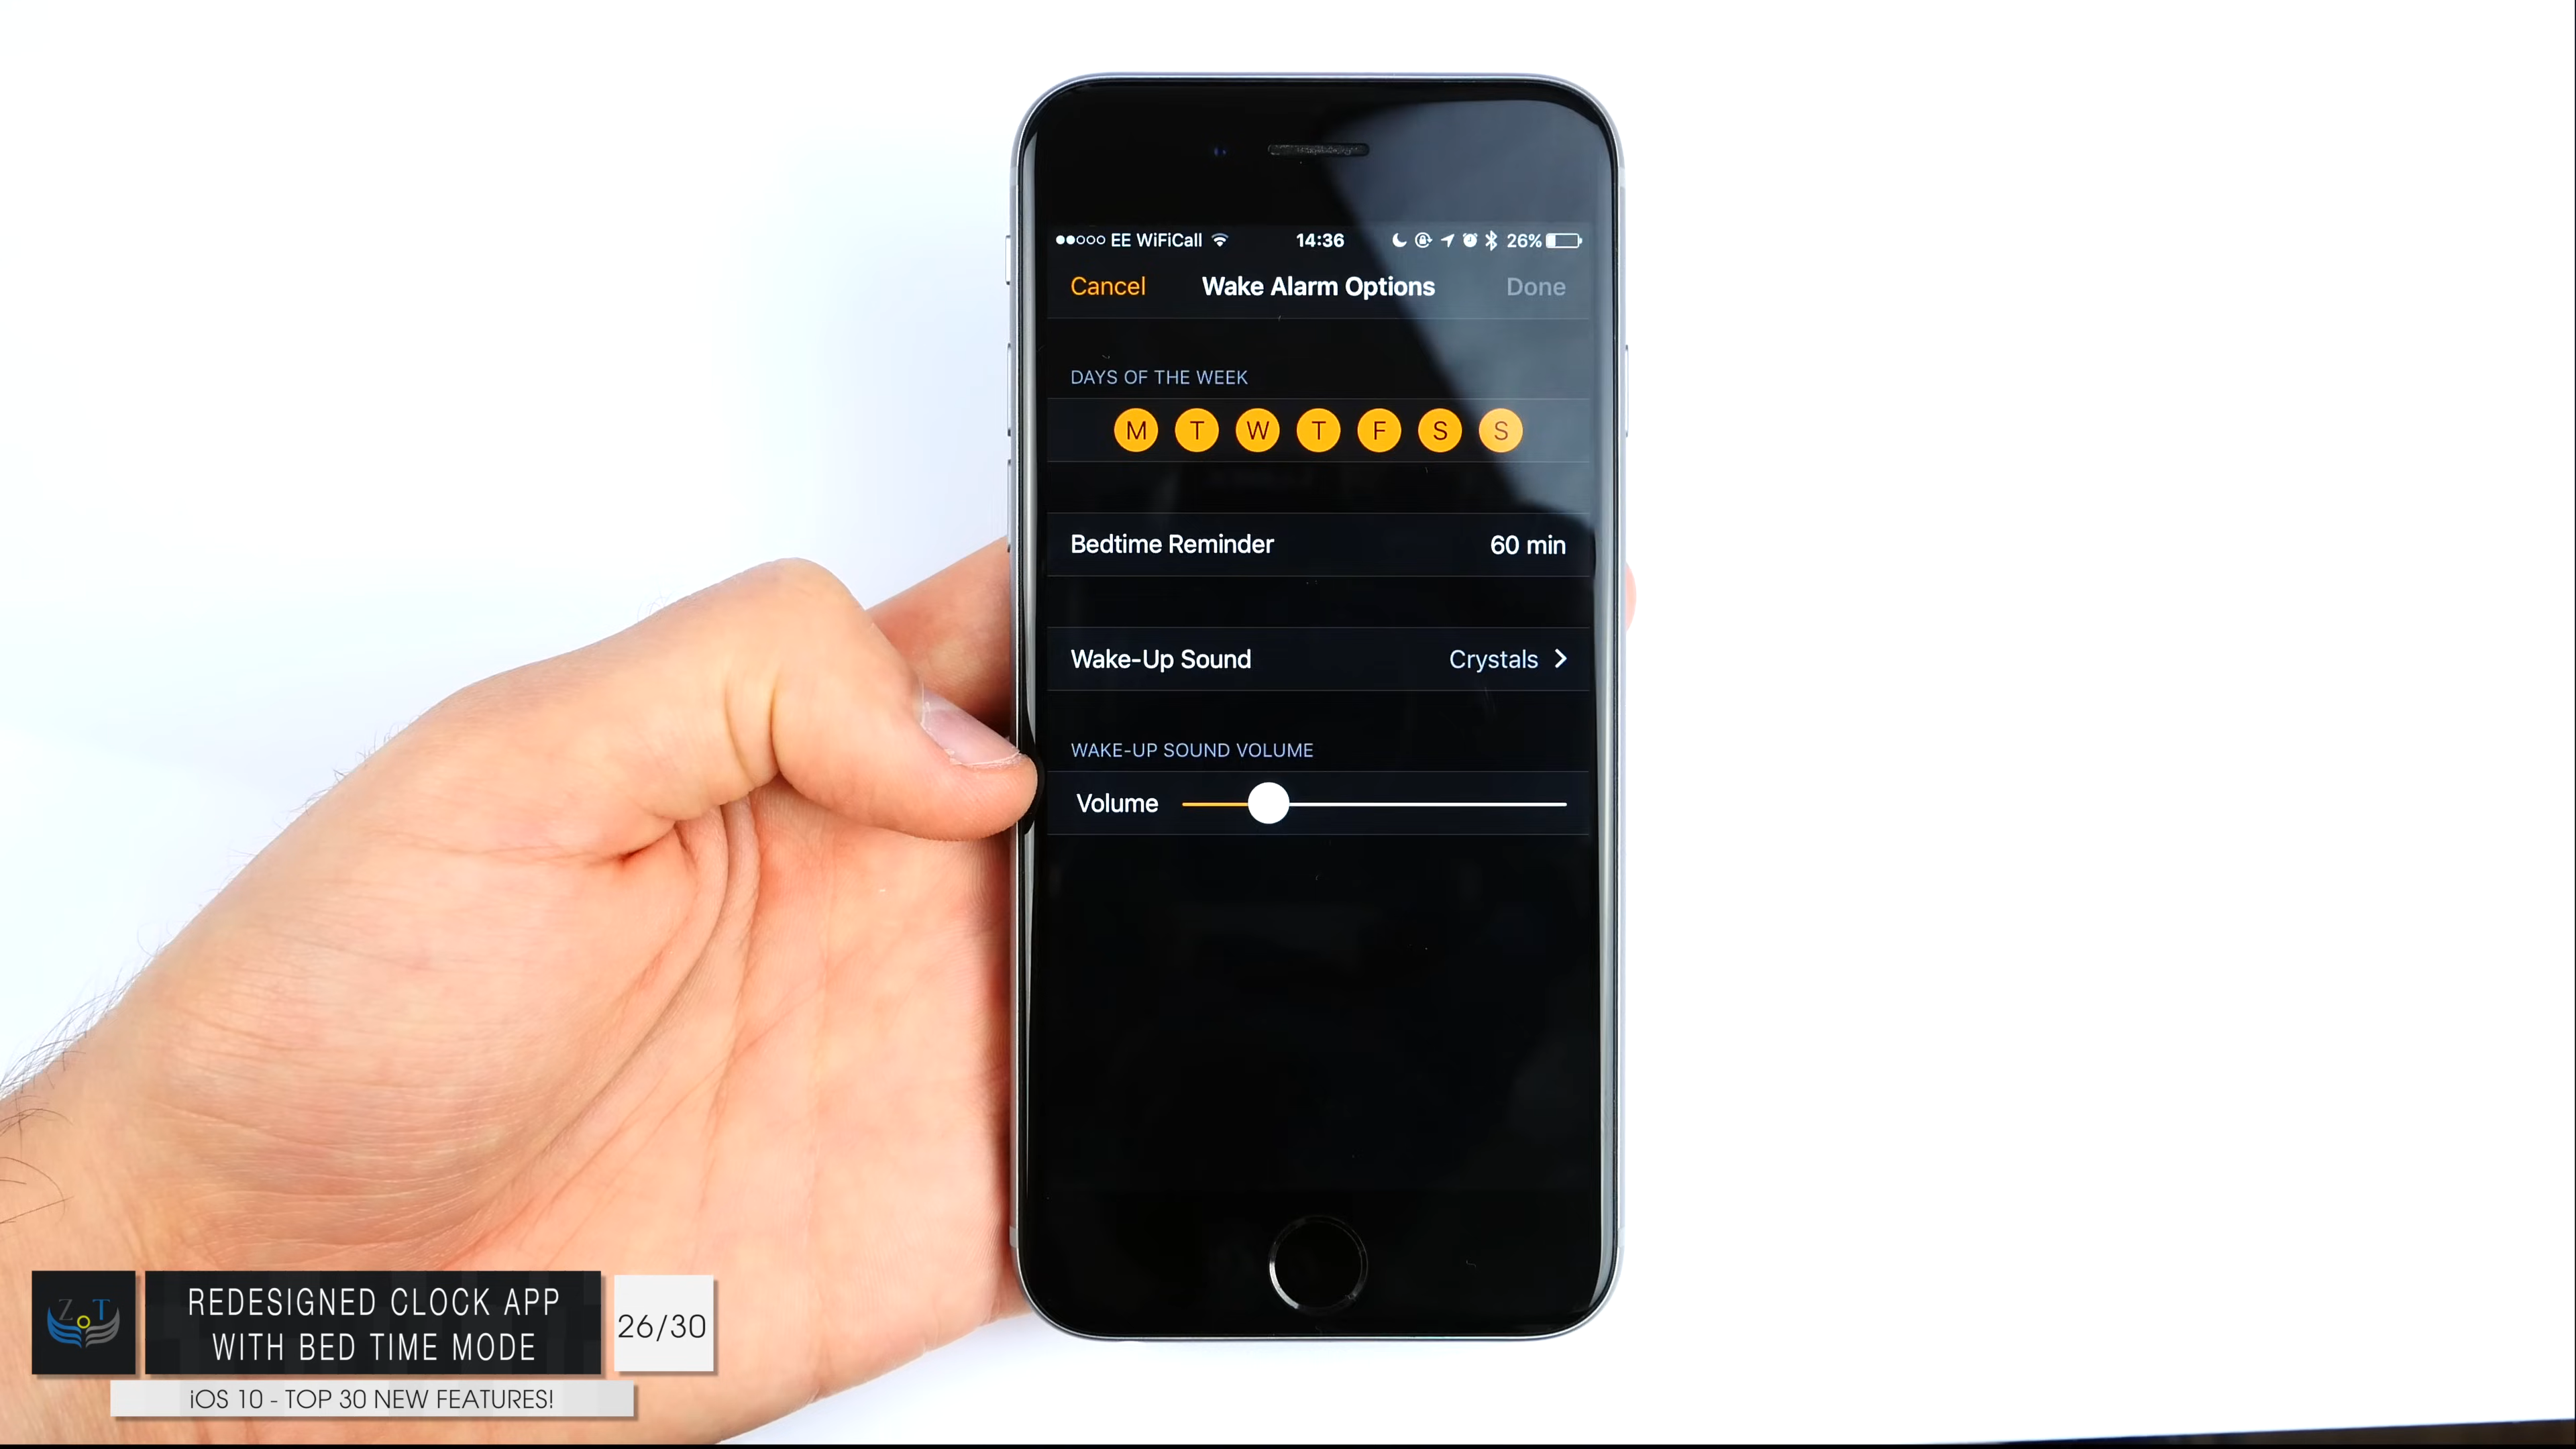 EE WiFiCall 14:36 26%
Cancel Wake Alarm Options Done
DAYS OF THE WEEK
M T W T F S S
Bedtime Reminder 60 min
Wake-Up Sound Crystals
WAKE-UP SOUND VOLUME
Volume
ZoT
REDESIGNED CLOCK APP
WITH BED TIME MODE
26/30
iOS 10 - TOP 30 NEW FEATURES!